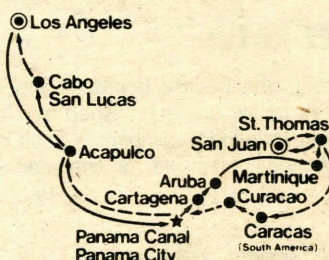 Los Angeles
Cabo
San Lucas
Acapulco
St. Thomas
San Juan
Martinique
Aruba
Cartagena
Curacao
Caracas
(South America)
Panama Canal
Panama City